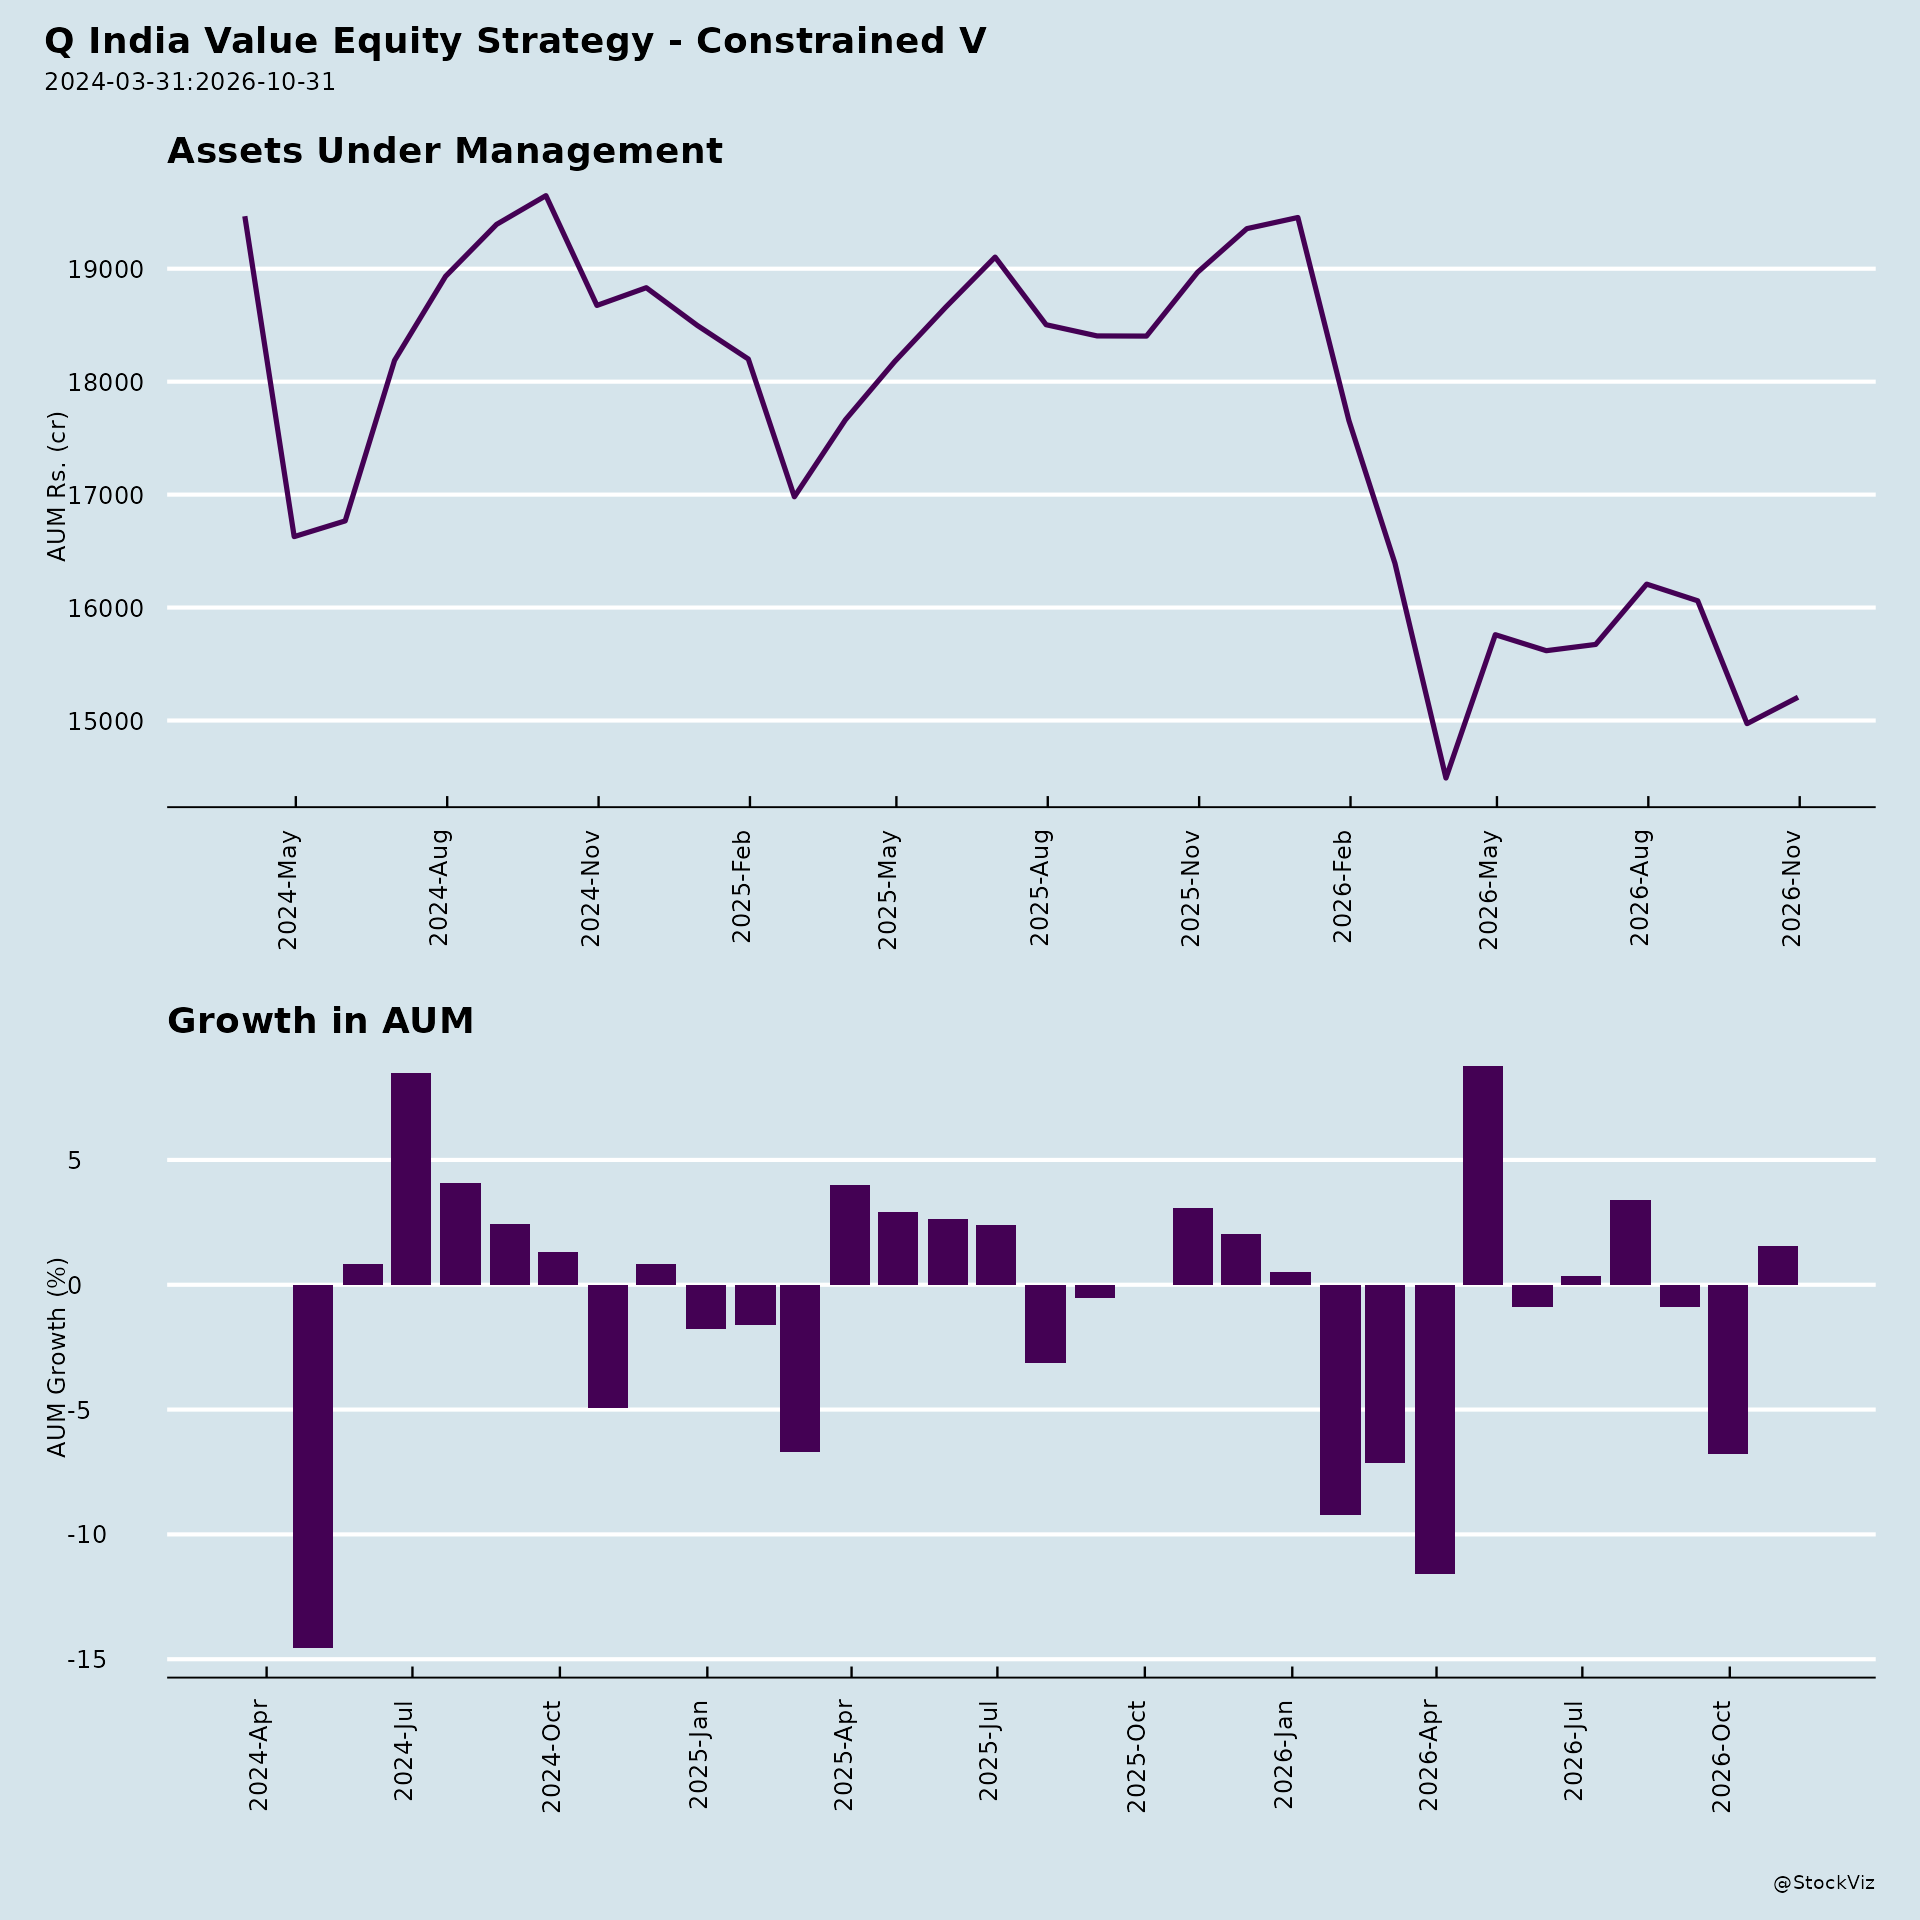 Q India Value Equity Strategy - Constrained V
2024-03-31:2026-10-31
Assets Under Management
AUM Rs. (cr)
19000
18000
17000
16000
15000
2024-May
2024-Aug
2024-Nov
2025-Feb
2025-May
2025-Aug
2025-Nov
2026-Feb
2026-May
2026-Aug
2026-Nov
Growth in AUM
AUM Growth (%)
5
0
-5
-10
-15
2024-Apr
2024-Jul
2024-Oct
2025-Jan
2025-Apr
2025-Jul
2025-Oct
2026-Jan
2026-Apr
2026-Jul
2026-Oct
@StockViz